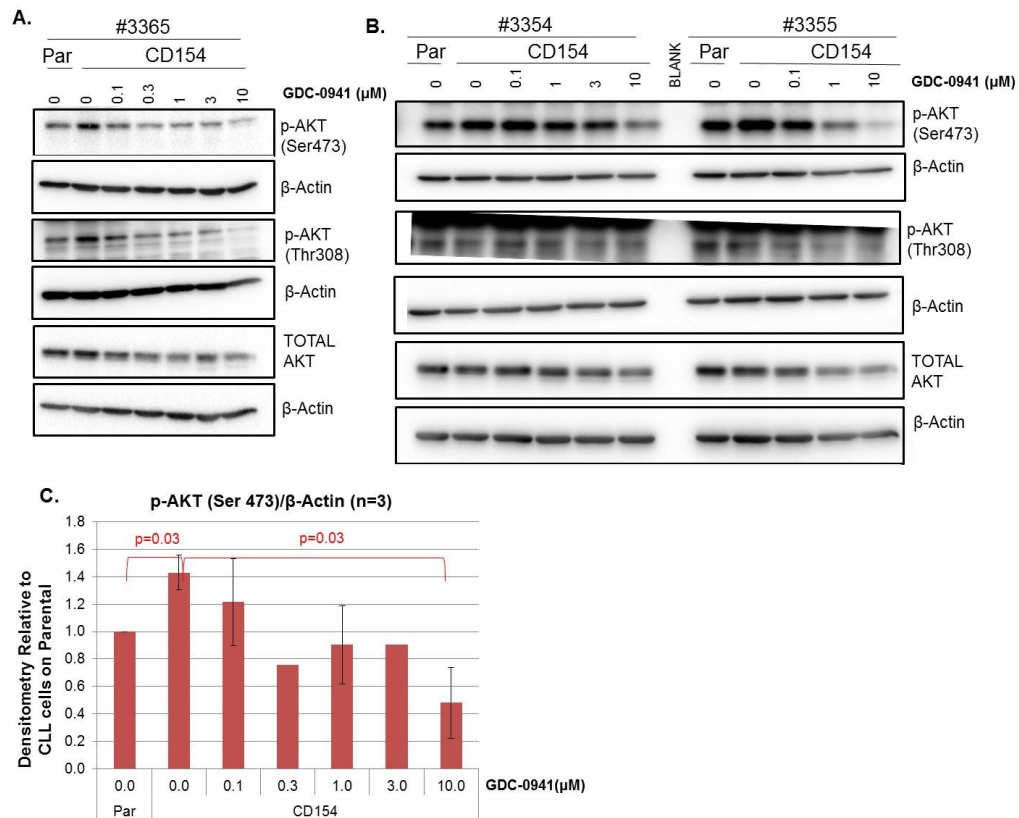 A.
#3365
Par CD154
0 0 0.1 0.3 1 3 10 GDC-0941 (µM)
p-AKT
(Ser473)
β-Actin
p-AKT
(Thr308)
β-Actin
TOTAL
AKT
β-Actin
B.
#3354 #3355
Par CD154 BLANK Par CD154
0 0 0.1 1 3 10 0 0 0.1 1 10 GDC-0941 (µM)
p-AKT
(Ser473)
β-Actin
p-AKT
(Thr308)
β-Actin
TOTAL
AKT
β-Actin
C.
p-AKT (Ser 473)/β-Actin (n=3)
Densitometry Relative to
CLL cells on Parental
1.8
1.6
1.4
1.2
1.0
0.8
0.6
0.4
0.2
0.0
p=0.03 p=0.03
0.0 0.0 0.1 0.3 1.0 3.0 10.0 GDC-0941(µM)
Par CD154